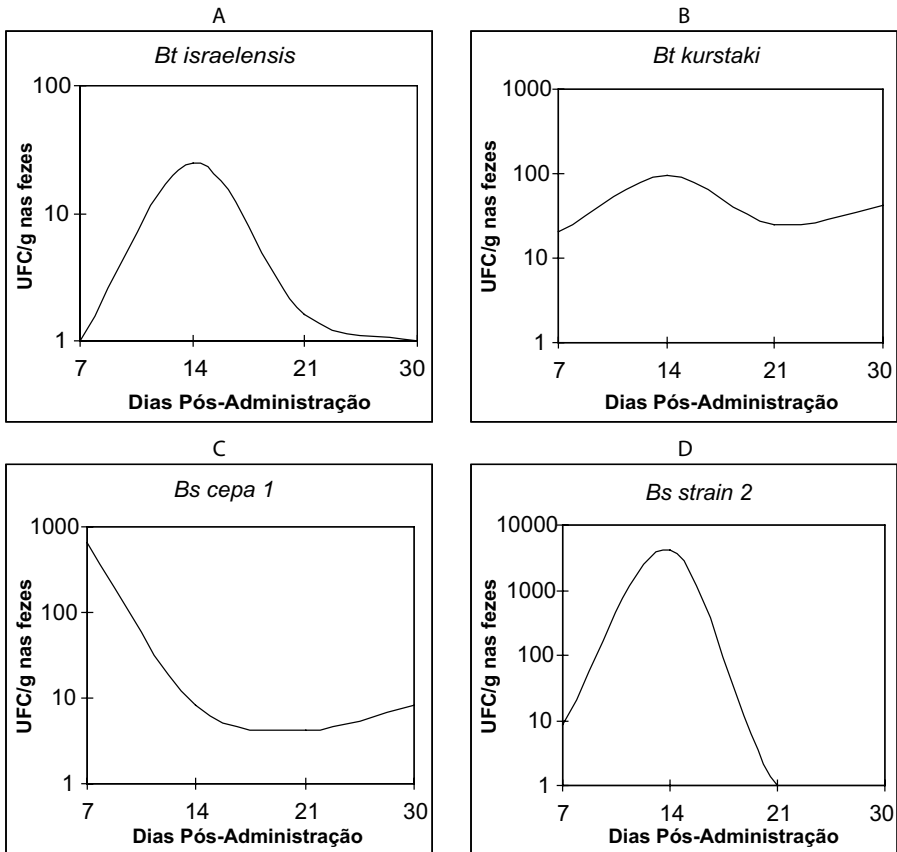 A
Bt israelensis
UFC/g nas fezes
100
10
1
7 14 21 30
Dias Pós-Administração
B
Bt kurstaki
UFC/g nas fezes
1000
100
10
1
7 14 21 30
Dias Pós-Administração
C
Bs cepa 1
UFC/g nas fezes
1000
100
10
1
7 14 21 30
Dias Pós-Administração
D
Bs strain 2
UFC/g nas fezes
10000
1000
100
10
1
7 14 21 30
Dias Pós-Administração